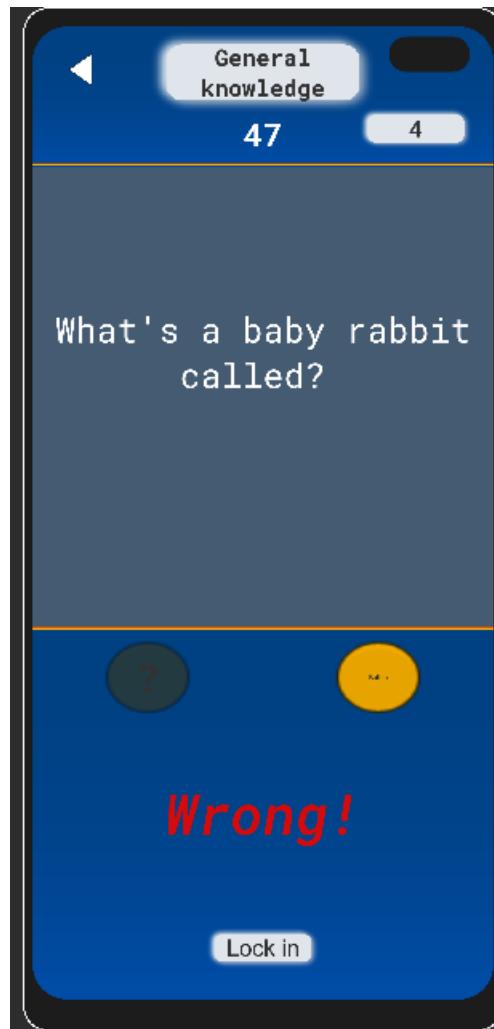 General
knowledge
47
4
What's a baby rabbit
called?
?
Wrong!
Lock in